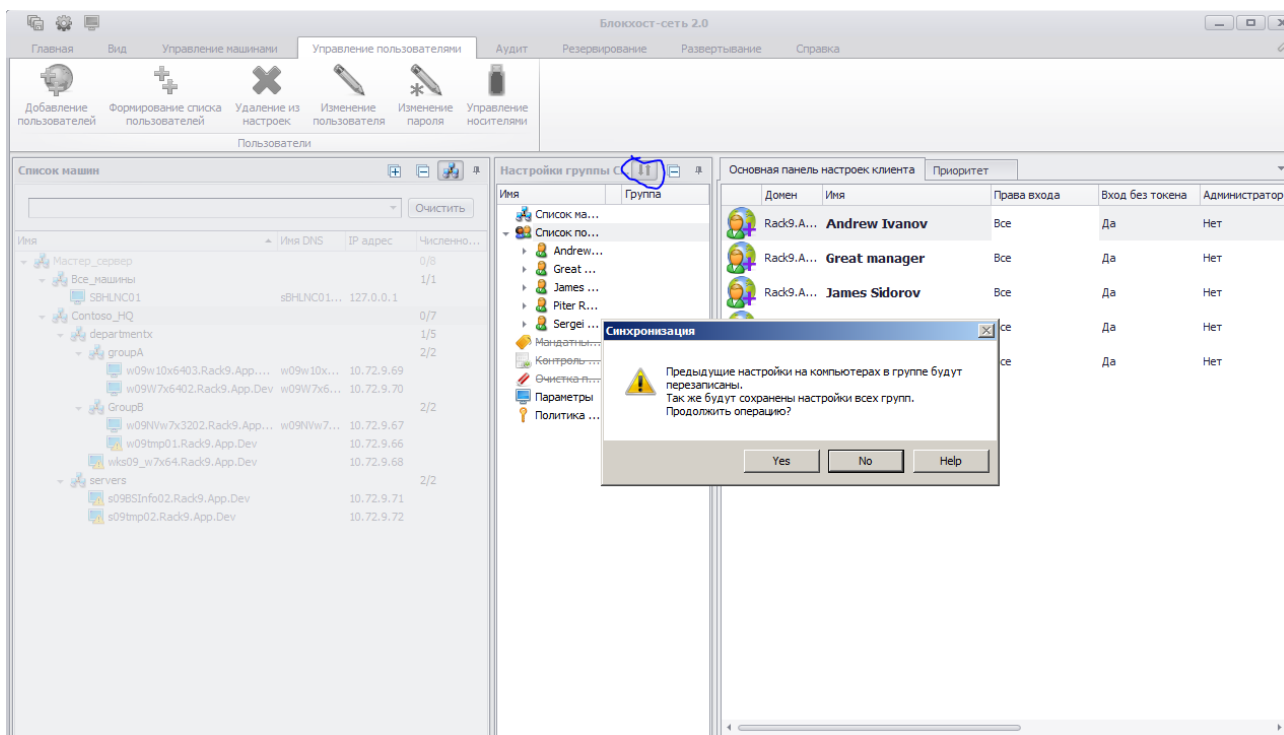 Блокхост-сеть 2.0
Главная Вид Управление машинами Управление пользователями Аудит Резервирование Развертывание Справка
Добавление пользователей
Формирование списка пользователей
Удаление из настроек
Изменение пользователя
Изменение пароля
Управление носителями
Пользователи
Список машин
Очистить
Имя Имя DNS IP адрес Численно...
Мастер_сервер 0/8
Все_машины 1/1
SBHLNC01 sBHLNC01... 127.0.0.1
Contoso_HQ 0/7
departmentx 1/5
groupA 2/2
w09w10x6403.Rack9.App.... w09w10x... 10.72.9.69
w09W7x6402.Rack9.App.Dev w09W7x6... 10.72.9.70
GroupB 2/2
w09NVw7x3202.Rack9.App... w09NVw7... 10.72.9.67
w09tmp01.Rack9.App.Dev 10.72.9.66
wks09_w7x64.Rack9.App.Dev 10.72.9.68
servers 2/2
s09BSInfo02.Rack9.App.Dev 10.72.9.71
s09tmp02.Rack9.App.Dev 10.72.9.72
Настройки группы С
Имя Группа
Список ма...
Список по...
Andrew...
Great ...
James ...
Piter R...
Sergei ...
Мандатны...
Контроль ...
Очистка п...
Параметры
Политика ...
Основная панель настроек клиента Приоритет
Домен Имя Права входа Вход без токена Администратор
Rack9.A... Andrew Ivanov Все Да Нет
Rack9.A... Great manager Все Да Нет
Rack9.A... James Sidorov Все Да Нет
се Да Нет
се Да Нет
Синхронизация
Предыдущие настройки на компьютерах в группе будут
перезаписаны.
Так же будут сохранены настройки всех групп.
Продолжить операцию?
Yes No Help